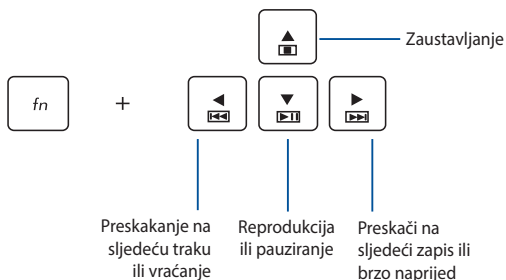 Zaustavljanje
fn +
Preskakanje na
sljedeću traku
ili vraćanje
Reprodukcija
ili pauziranje
Preskači na
sljedeći zapis ili
brzo naprijed